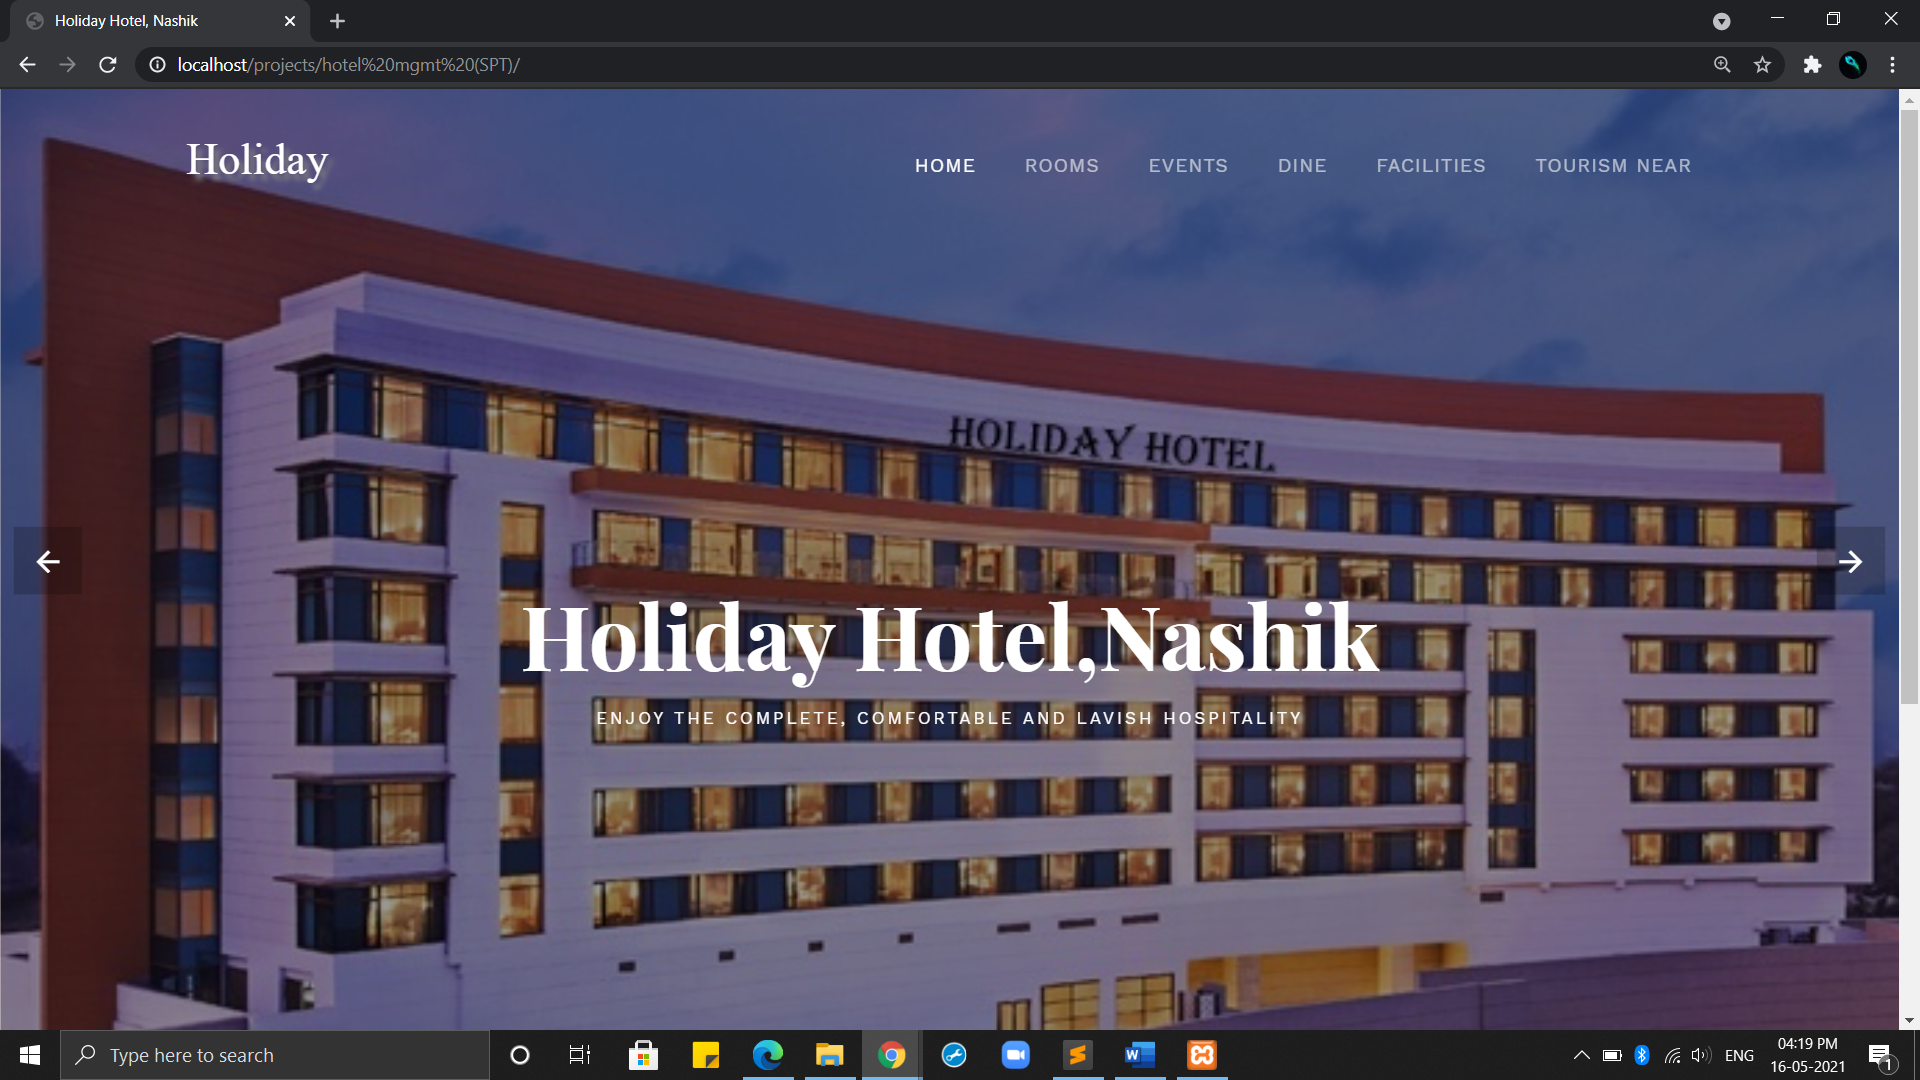 Holiday Hotel, Nashik
localhost/projects/hotel%20mgmt%20(SPT)/
Holiday
HOME ROOMS EVENTS DINE FACILITIES TOURISM NEAR
HOLIDAY HOTEL
Holiday Hotel,Nashik
ENJOY THE COMPLETE, COMFORTABLE AND LAVISH HOSPITALITY
Type here to search
ENG
04:19 PM
16-05-2021
1